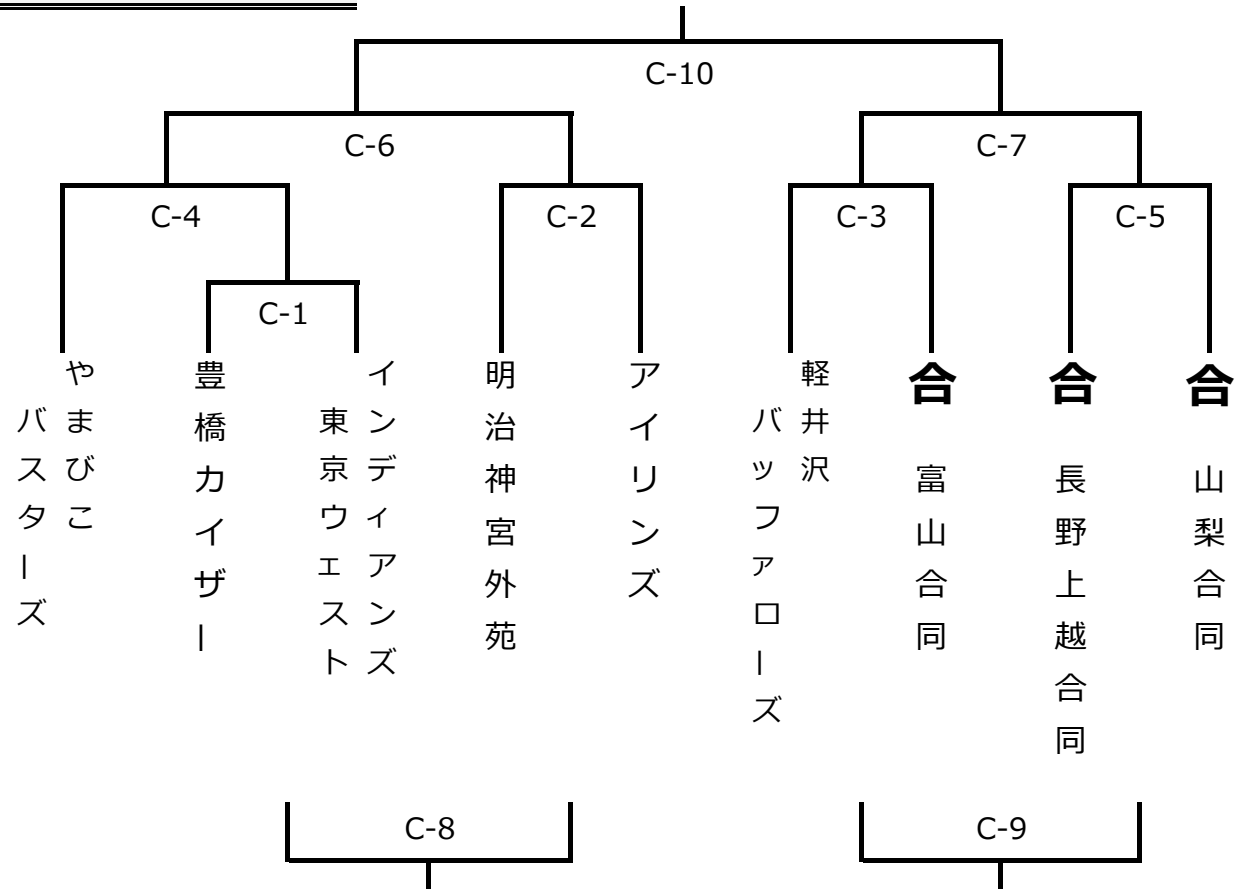 C-10
C-6
C-7
C-4
C-2
C-3
C-5
C-1
やまびこ
バスターズ
豊橋カイザー
インディアンズ
東京ウェスト
明治神宮外苑
アイリンズ
軽井沢
バッファローズ
合 富山合同
合 長野上越合同
合 山梨合同
C-8
C-9